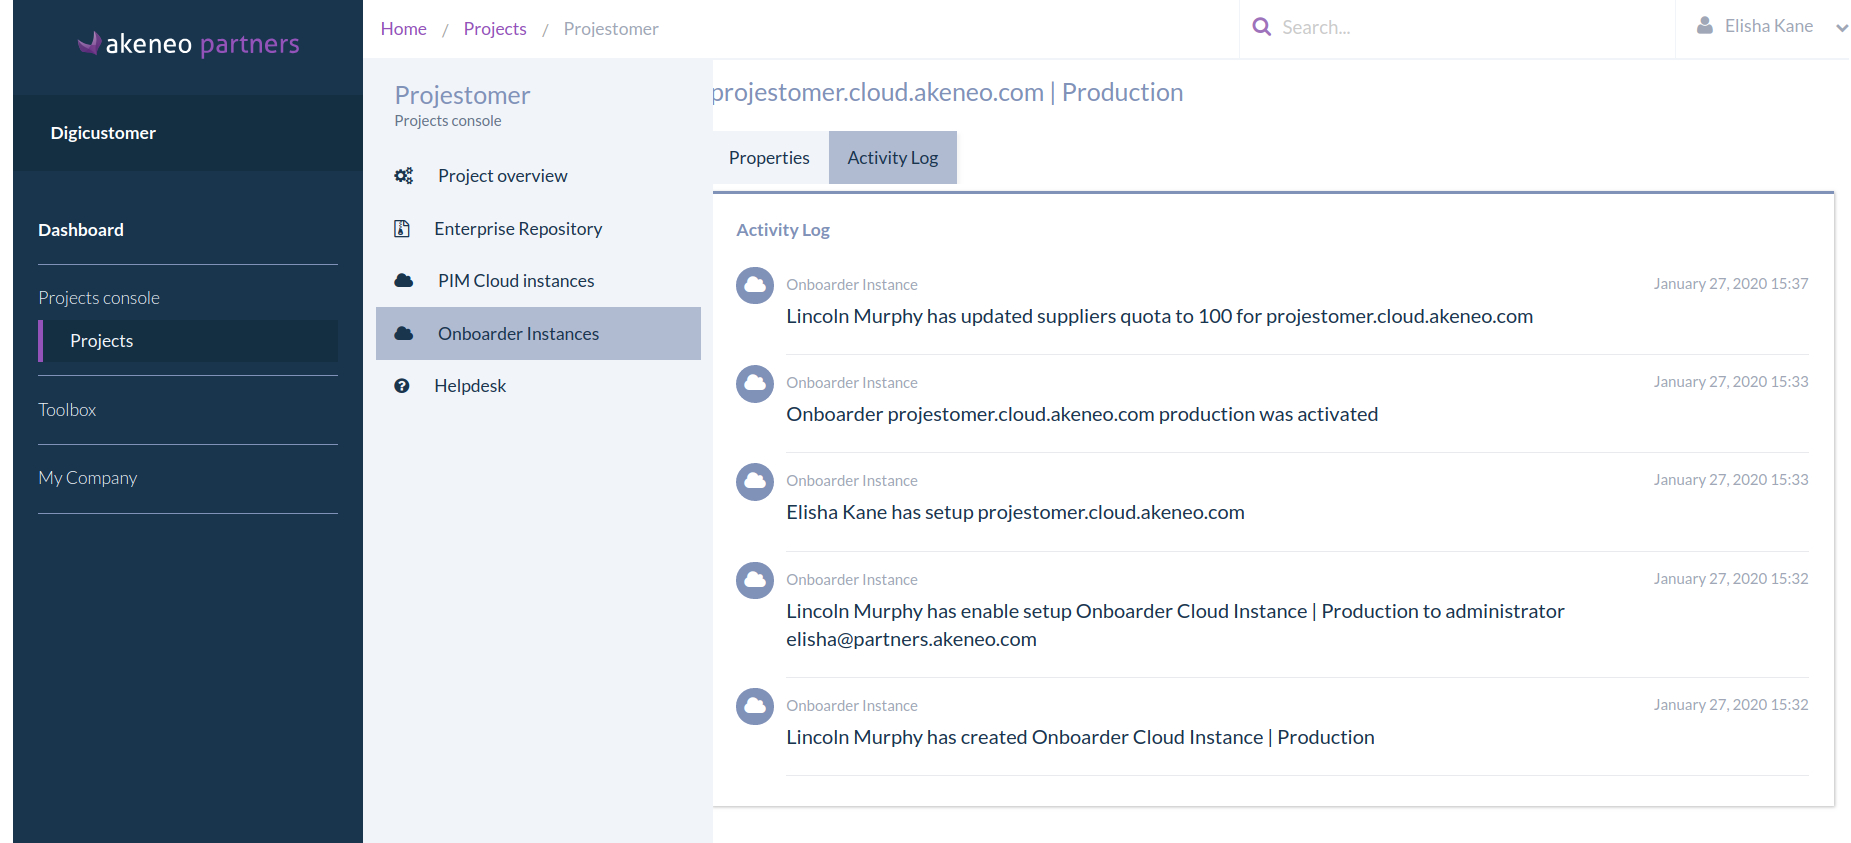 akeneo partners
Home / Projects / Projestomer
Search...
Elisha Kane
Digicustomer
Dashboard
Projects console
Projects
Toolbox
My Company
Projestomer
Projects console
Project overview
Enterprise Repository
PIM Cloud instances
Onboarder Instances
Helpdesk
projestomer.cloud.akeneo.com | Production
Properties
Activity Log
Activity Log
Onboarder Instance
January 27, 2020 15:37
Lincoln Murphy has updated suppliers quota to 100 for projestomer.cloud.akeneo.com
Onboarder Instance
January 27, 2020 15:33
Onboarder projestomer.cloud.akeneo.com production was activated
Onboarder Instance
January 27, 2020 15:33
Elisha Kane has setup projestomer.cloud.akeneo.com
Onboarder Instance
January 27, 2020 15:32
Lincoln Murphy has enable setup Onboarder Cloud Instance | Production to administrator
elisha@partners.akeneo.com
Onboarder Instance
January 27, 2020 15:32
Lincoln Murphy has created Onboarder Cloud Instance | Production